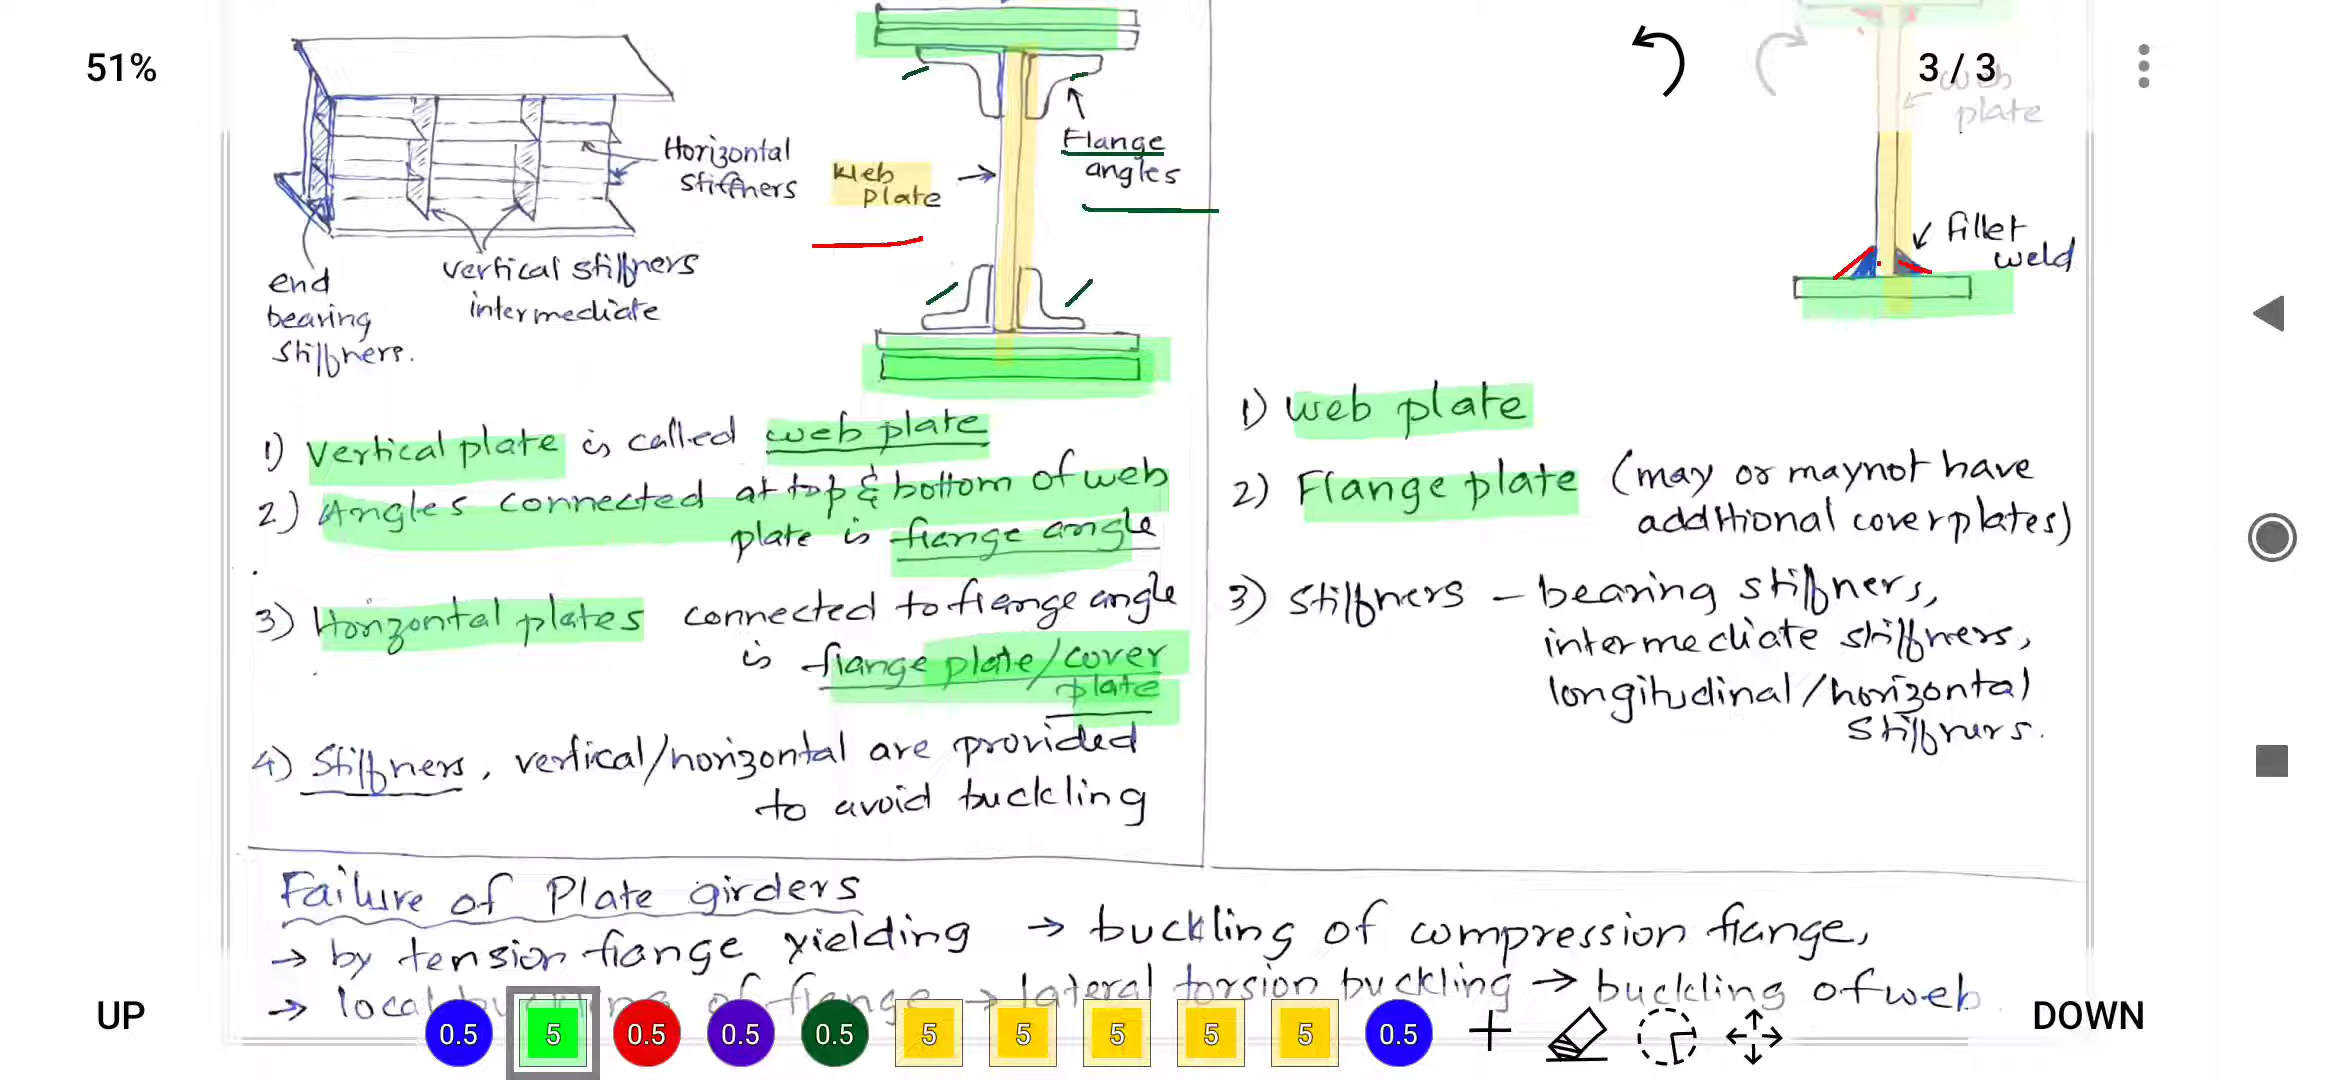 51%
3 / 3
UP
DOWN
Horizontal
stiffners
vertical stiffners
intermediate
end
bearing
stiffners.
Web
plate
Flange
angles
web
plate
fillet
weld
1) Vertical plate is called web plate
2) Angles connected at top & bottom of web
plate is flange angle
3) Horizontal plates connected to flange angle
is flange plate/cover
plate
4) Stiffners, vertical/horizontal are provided
to avoid buckling
1) web plate
2) Flange plate (may or maynot have
additional coverplates)
3) stiffners - bearing stiffners,
intermediate stiffners,
longitudinal/horizontal
stiffners.
Failure of Plate girders
→ by tension flange yielding → buckling of compression flange,
→ local buckling of flange → lateral torsion buckling → buckling of web
0.5 5 0.5 0.5 0.5 5 5 5 5 5 0.5